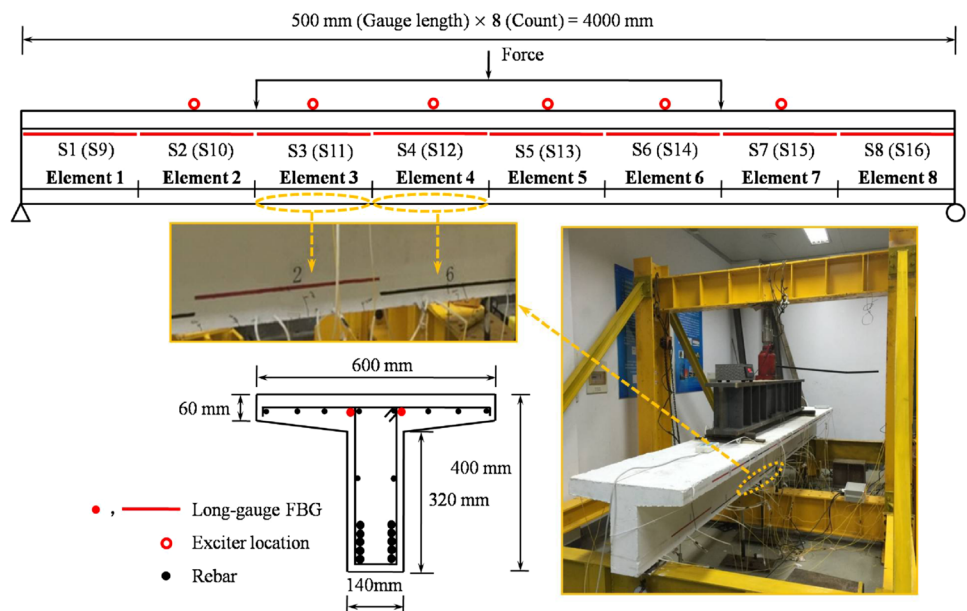 500 mm (Gauge length) × 8 (Count) = 4000 mm
Force
S1 (S9) S2 (S10) S3 (S11) S4 (S12) S5 (S13) S6 (S14) S7 (S15) S8 (S16)
Element 1 Element 2 Element 3 Element 4 Element 5 Element 6 Element 7 Element 8
2 6
600 mm
60 mm
400 mm
320 mm
140mm
, Long-gauge FBG
Exciter location
Rebar